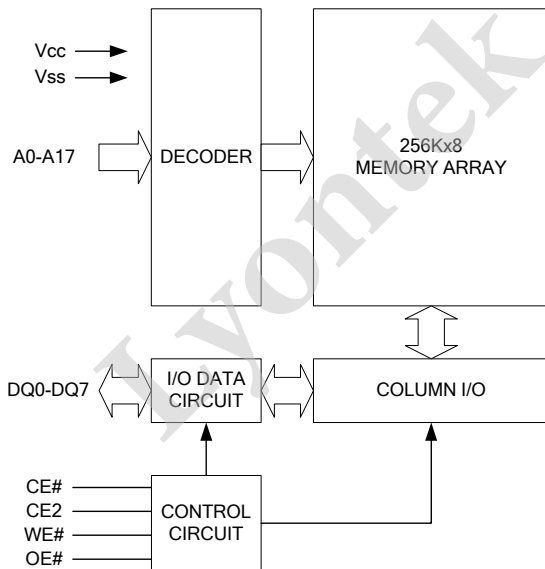 Vcc
Vss
A0-A17
DECODER
256Kx8
MEMORY ARRAY
DQ0-DQ7
I/O DATA
CIRCUIT
COLUMN I/O
CE#
CE2
WE#
OE#
CONTROL
CIRCUIT
Lyontek